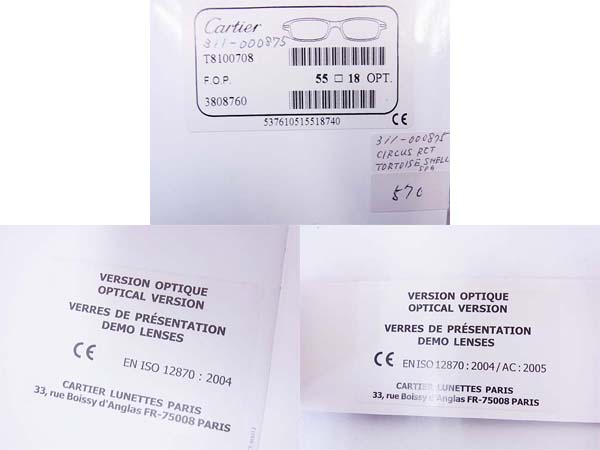 Cartier
311-000875
T8100708
F.O.P. 55 □ 18 OPT.
3808760
537610515518740
CE
311-000875
CIRCUS RCT
TORTOISE SHELL
570
VERSION OPTIQUE
OPTICAL VERSION
VERRES DE PRÉSENTATION
DEMO LENSES
CE EN ISO 12870 : 2004
CARTIER LUNETTES PARIS
33, rue Boissy d'Anglas FR-75008 PARIS
VERSION OPTIQUE
OPTICAL VERSION
VERRES DE PRÉSENTATION
DEMO LENSES
CE EN ISO 12870 : 2004 / AC : 2005
CARTIER LUNETTES PARIS
33, rue Boissy d'Anglas FR-75008 PARIS